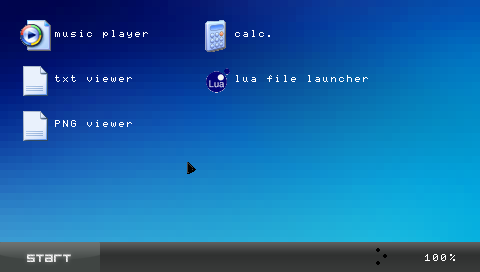 music player
calc.
txt viewer
Lua
lua file launcher
PNG viewer
START
100%